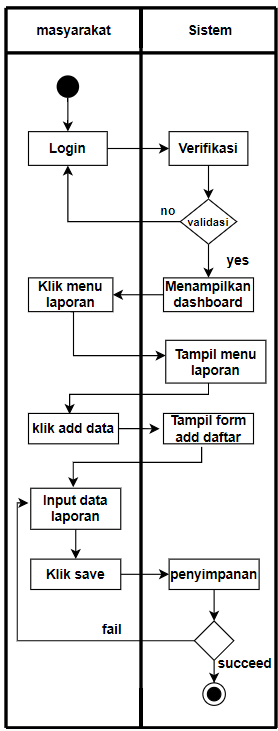 masyarakat
Sistem
Login
Verifikasi
no
validasi
yes
Klik menu
laporan
Menampilkan
dashboard
Tampil menu
laporan
klik add data
Tampil form
add daftar
Input data
laporan
Klik save
penyimpanan
fail
succeed